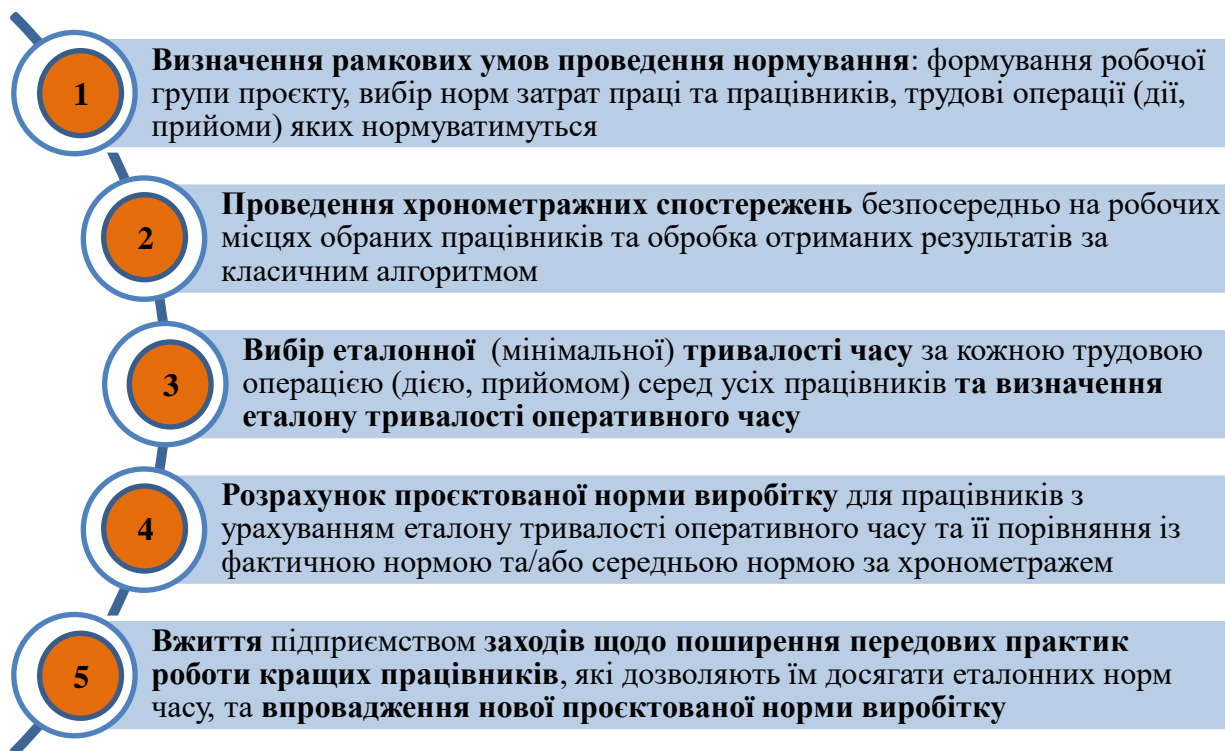 1
Визначення рамкових умов проведення нормування: формування робочої
групи проєкту, вибір норм затрат праці та працівників, трудові операції (дії,
прийоми) яких нормуватимуться
2
Проведення хронометражних спостережень безпосередньо на робочих
місцях обраних працівників та обробка отриманих результатів за
класичним алгоритмом
3
Вибір еталонної (мінімальної) тривалості часу за кожною трудовою
операцією (дією, прийомом) серед усіх працівників та визначення
еталону тривалості оперативного часу
4
Розрахунок проєктованої норми виробітку для працівників з
урахуванням еталону тривалості оперативного часу та її порівняння із
фактичною нормою та/або середньою нормою за хронометражем
5
Вжиття підприємством заходів щодо поширення передових практик
роботи кращих працівників, які дозволяють їм досягати еталонних норм
часу, та впровадження нової проєктованої норми виробітку